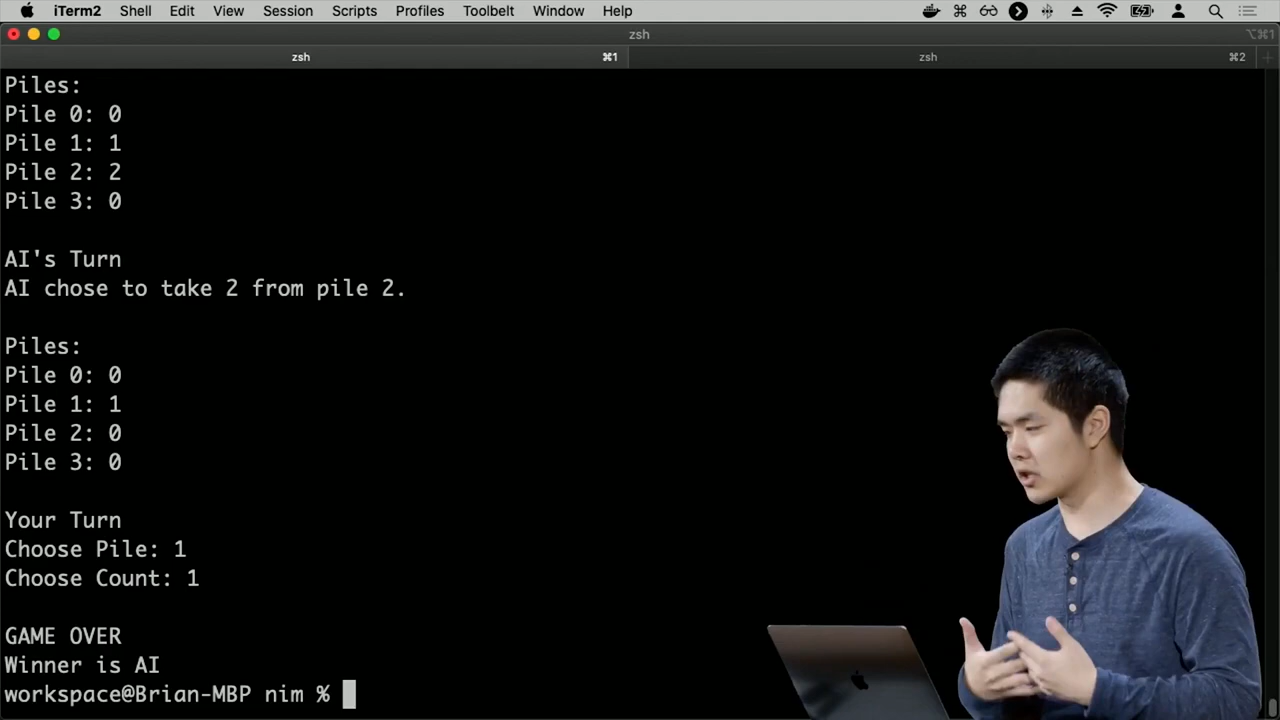 iTerm2 Shell Edit View Session Scripts Profiles Toolbelt Window Help
zsh
⌥⌘1
zsh ⌘1 zsh ⌘2
Piles:
Pile 0: 0
Pile 1: 1
Pile 2: 2
Pile 3: 0
AI's Turn
AI chose to take 2 from pile 2.
Piles:
Pile 0: 0
Pile 1: 1
Pile 2: 0
Pile 3: 0
Your Turn
Choose Pile: 1
Choose Count: 1
GAME OVER
Winner is AI
workspace@Brian-MBP nim %